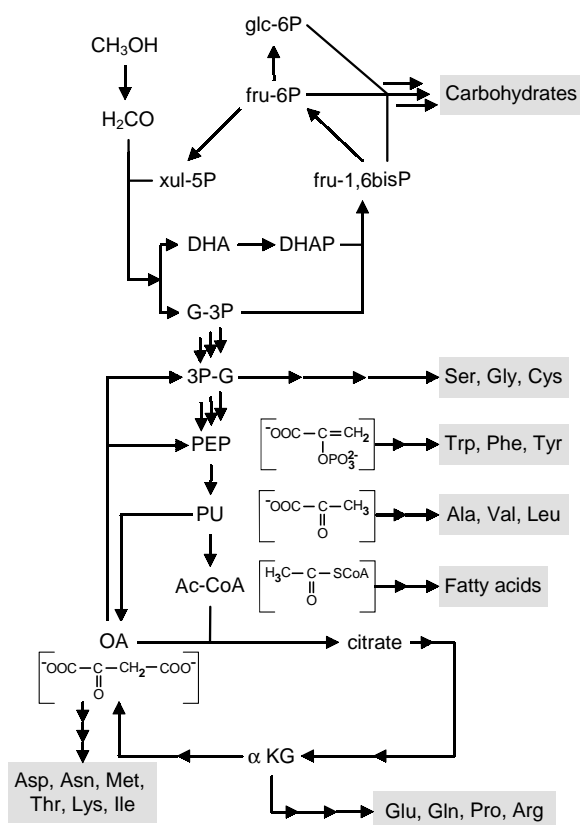 glc-6P
CH₃OH
fru-6P
Carbohydrates
H₂CO
xul-5P
fru-1,6bisP
DHA
DHAP
G-3P
3P-G
Ser, Gly, Cys
PEP
⁻OOC–C=CH₂
OPO₃²⁻
Trp, Phe, Tyr
PU
⁻OOC–C–CH₃
O
Ala, Val, Leu
Ac-CoA
H₃C–C–SCoA
O
Fatty acids
OA
citrate
⁻OOC–C–CH₂–COO⁻
O
α KG
Asp, Asn, Met,
Thr, Lys, Ile
Glu, Gln, Pro, Arg